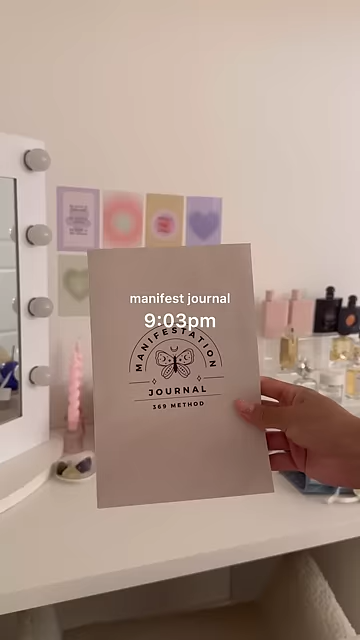 manifest journal
9:03pm
MANIFESTATION
JOURNAL
369 METHOD